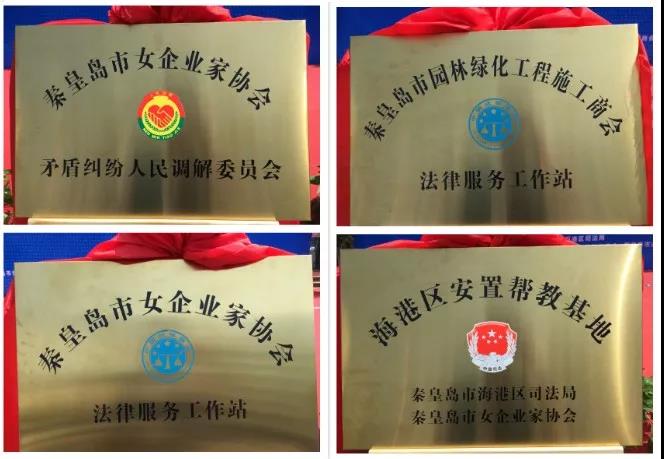 秦皇岛市女企业家协会
矛盾纠纷人民调解委员会
秦皇岛市园林绿化工程施工商会
法律服务工作站
秦皇岛市女企业家协会
法律服务工作站
海港区安置帮教基地
秦皇岛市海港区司法局
秦皇岛市女企业家协会